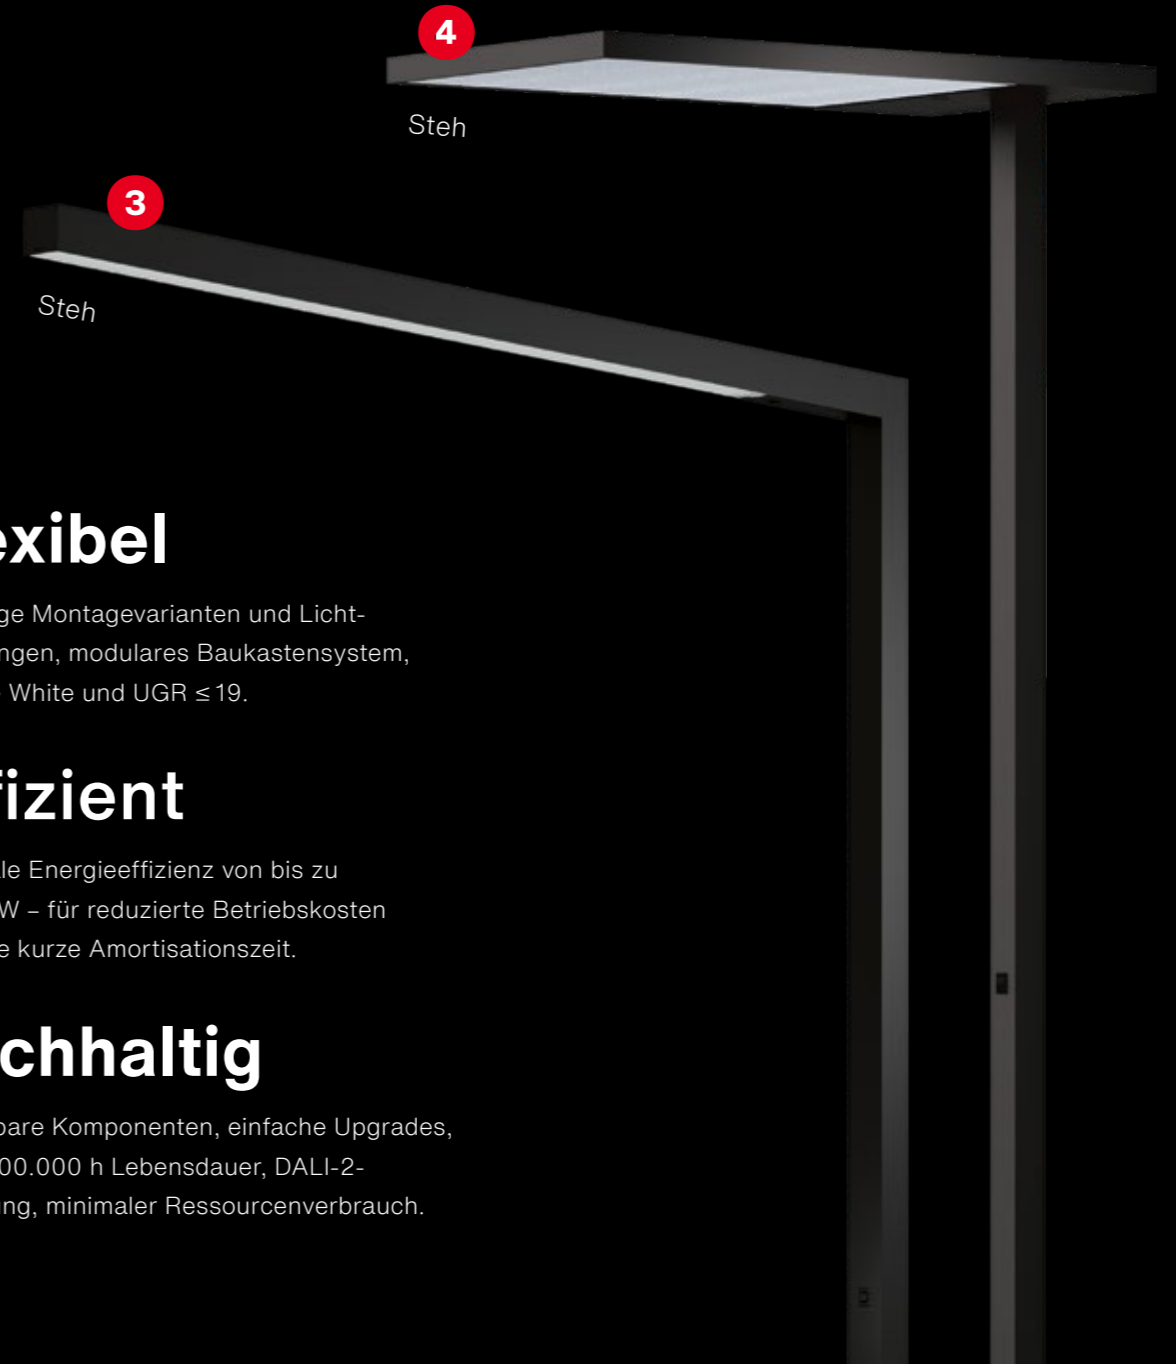 4
Steh
3
Steh
exibel
ge Montagevarianten und Licht-
ngen, modulares Baukastensystem,
White und UGR ≤ 19.
fizient
le Energieeffizienz von bis zu
W – für reduzierte Betriebskosten
e kurze Amortisationszeit.
chhaltig
bare Komponenten, einfache Upgrades,
00.000 h Lebensdauer, DALI-2-
ung, minimaler Ressourcenverbrauch.